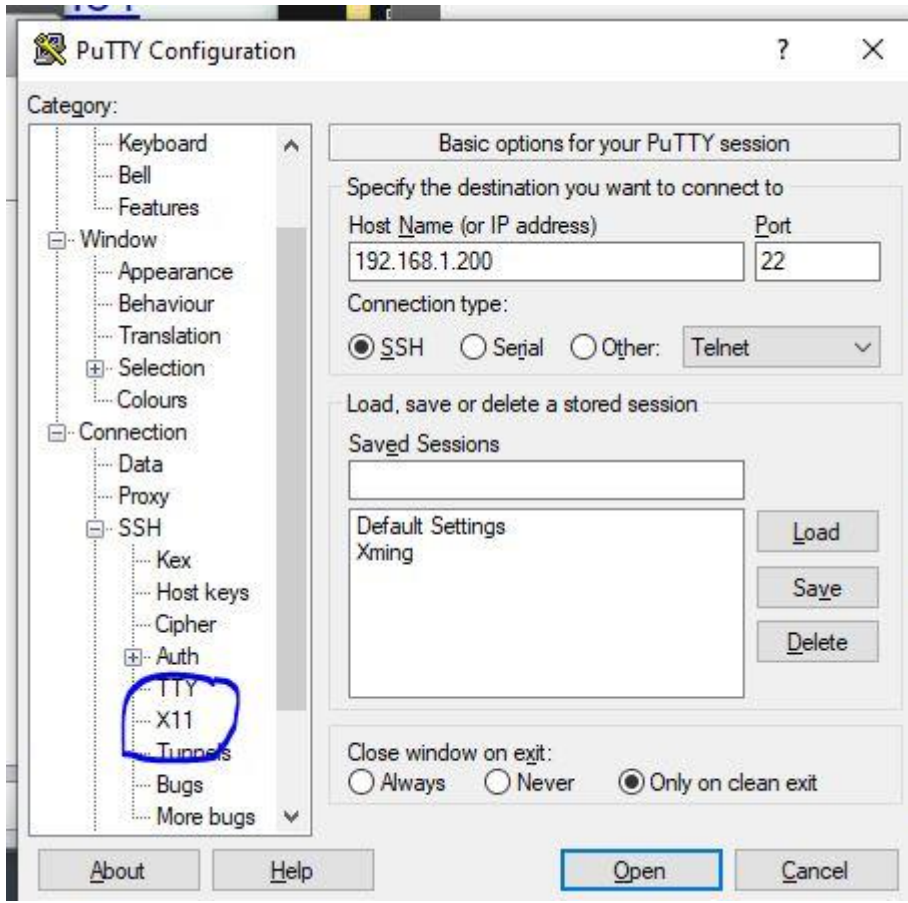 PuTTY Configuration
?
Category:
Keyboard
Bell
Features
Window
Appearance
Behaviour
Translation
Selection
Colours
Connection
Data
Proxy
SSH
Kex
Host keys
Cipher
Auth
TTY
X11
Tunnels
Bugs
More bugs
Basic options for your PuTTY session
Specify the destination you want to connect to
Host Name (or IP address) Port
192.168.1.200 22
Connection type:
SSH Serial Other: Telnet
Load, save or delete a stored session
Saved Sessions
Default Settings
Xming
Load
Save
Delete
Close window on exit:
Always Never Only on clean exit
About Help Open Cancel